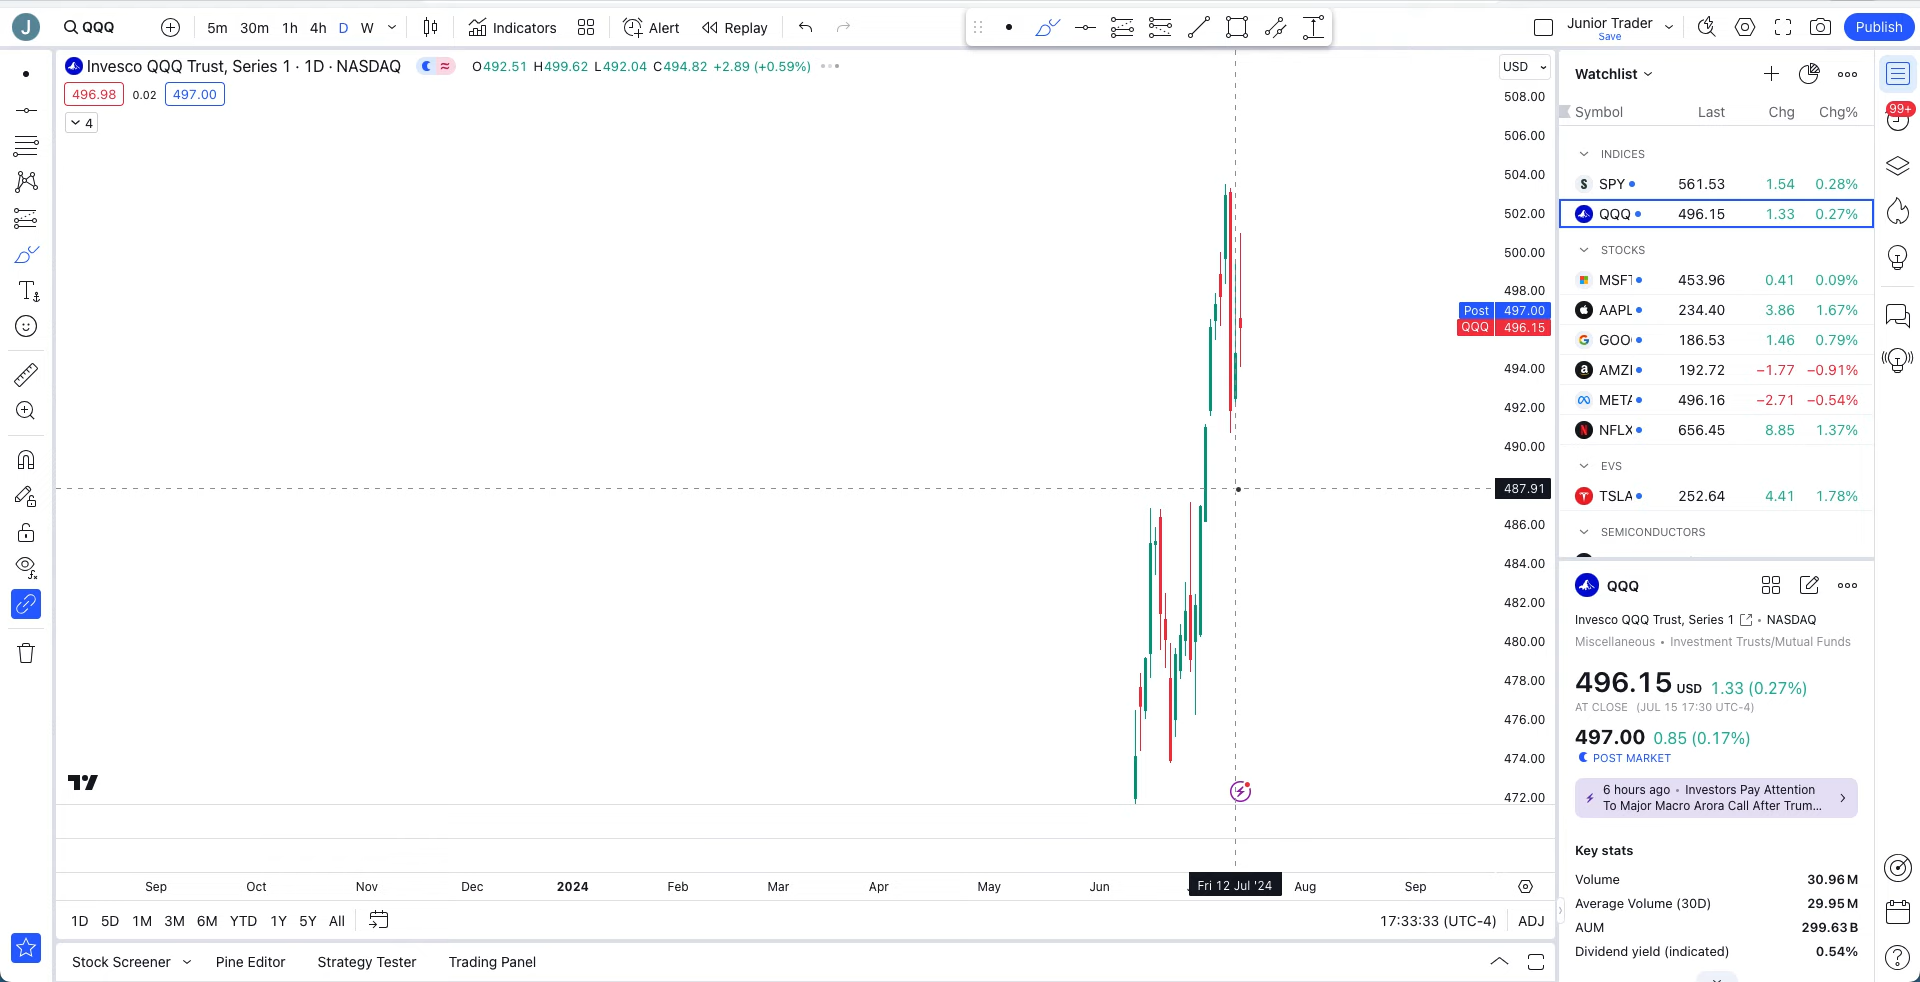 J QQQ 5m 30m 1h 4h D W Indicators Alert Replay Junior Trader Save Publish
Invesco QQQ Trust, Series 1 · 1D · NASDAQ O492.51 H499.62 L492.04 C494.82 +2.89 (+0.59%)
496.98 0.02 497.00
4
USD
508.00
506.00
504.00
502.00
500.00
498.00
Post 497.00
QQQ 496.15
494.00
492.00
490.00
487.91
486.00
484.00
482.00
480.00
478.00
476.00
474.00
472.00
Sep Oct Nov Dec 2024 Feb Mar Apr May Jun Fri 12 Jul '24 Aug Sep
1D 5D 1M 3M 6M YTD 1Y 5Y All 17:33:33 (UTC-4) ADJ
Stock Screener Pine Editor Strategy Tester Trading Panel
Watchlist
Symbol Last Chg Chg%
INDICES
SPY 561.53 1.54 0.28%
QQQ 496.15 1.33 0.27%
STOCKS
MSFT 453.96 0.41 0.09%
AAPL 234.40 3.86 1.67%
GOO 186.53 1.46 0.79%
AMZ 192.72 −1.77 −0.91%
META 496.16 −2.71 −0.54%
NFLX 656.45 8.85 1.37%
EVS
TSLA 252.64 4.41 1.78%
SEMICONDUCTORS
QQQ
Invesco QQQ Trust, Series 1 • NASDAQ
Miscellaneous • Investment Trusts/Mutual Funds
496.15 USD 1.33 (0.27%)
AT CLOSE (JUL 15 17:30 UTC-4)
497.00 0.85 (0.17%)
POST MARKET
6 hours ago • Investors Pay Attention
To Major Macro Arora Call After Trum...
Key stats
Volume 30.96M
Average Volume (30D) 29.95M
AUM 299.63B
Dividend yield (indicated) 0.54%
99+